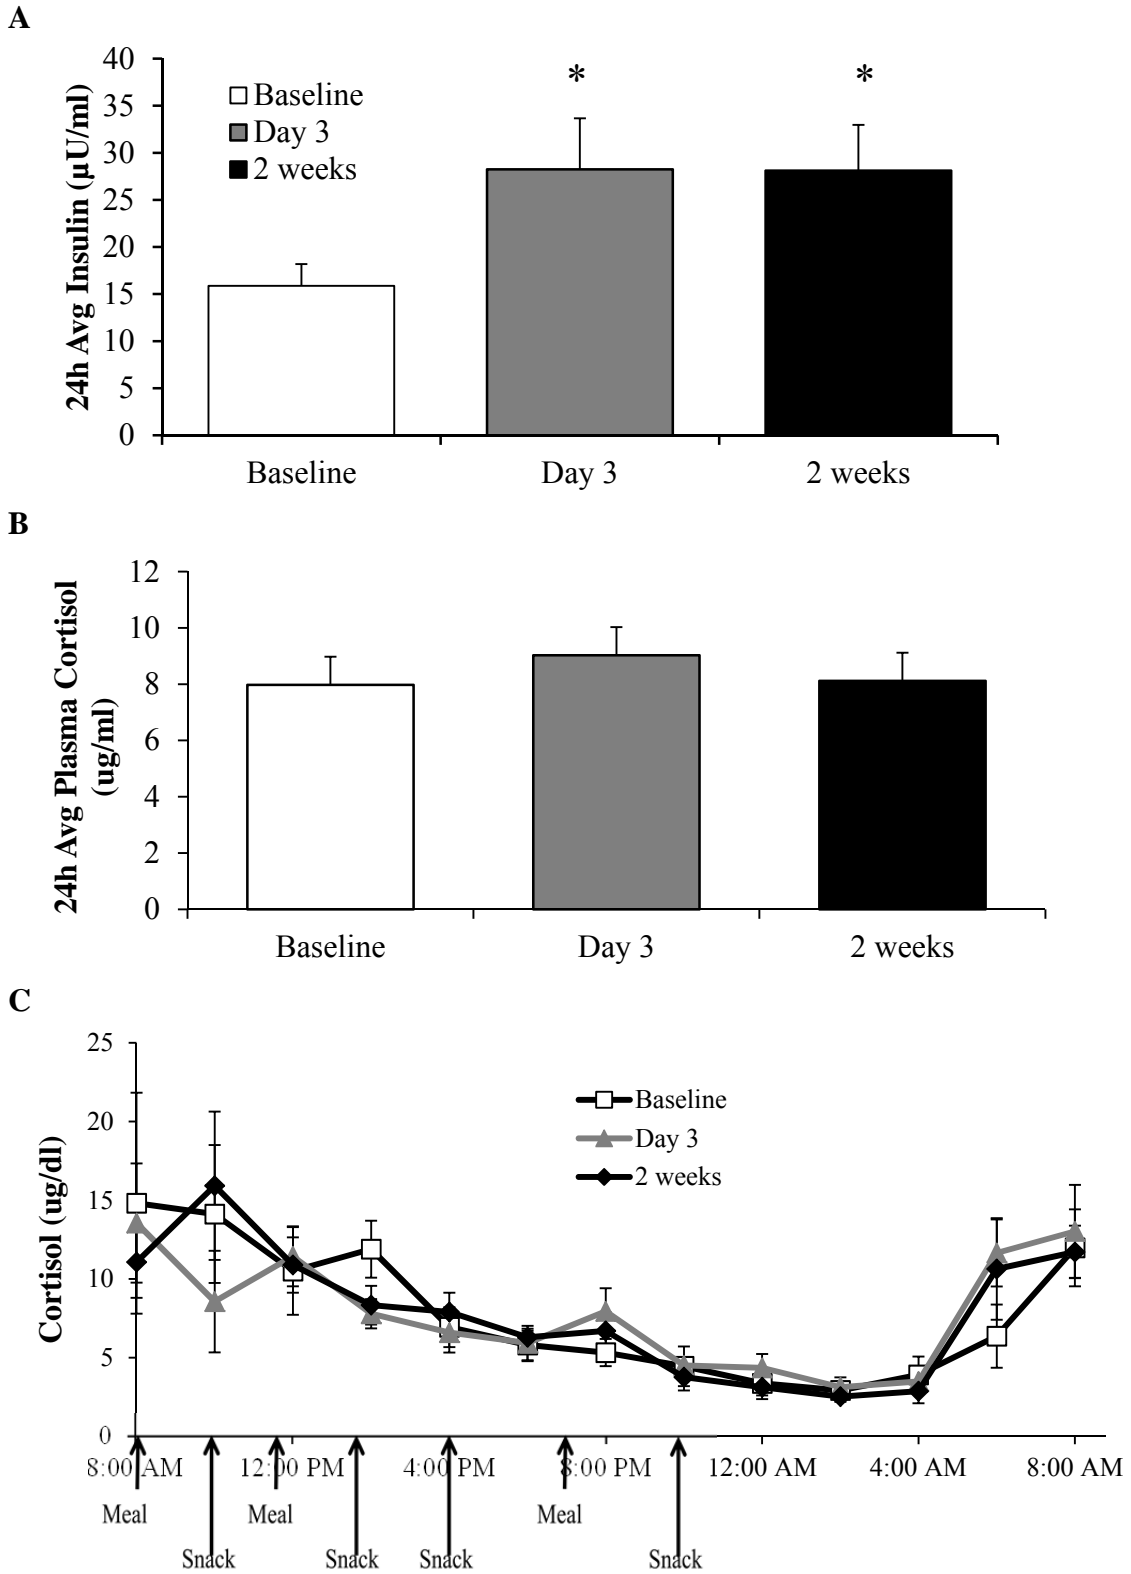 A
40
35
30
25
20
15
10
5
0
24h Avg Insulin (µU/ml)
Baseline
Day 3
2 weeks
*
*
Baseline
Day 3
2 weeks
B
12
10
8
6
4
2
0
24h Avg Plasma Cortisol
(ug/ml)
Baseline
Day 3
2 weeks
C
25
20
15
10
5
0
Cortisol (ug/dl)
Baseline
Day 3
2 weeks
8:00 AM
12:00 PM
4:00 PM
8:00 PM
12:00 AM
4:00 AM
8:00 AM
Meal
Meal
Meal
Snack
Snack
Snack
Snack